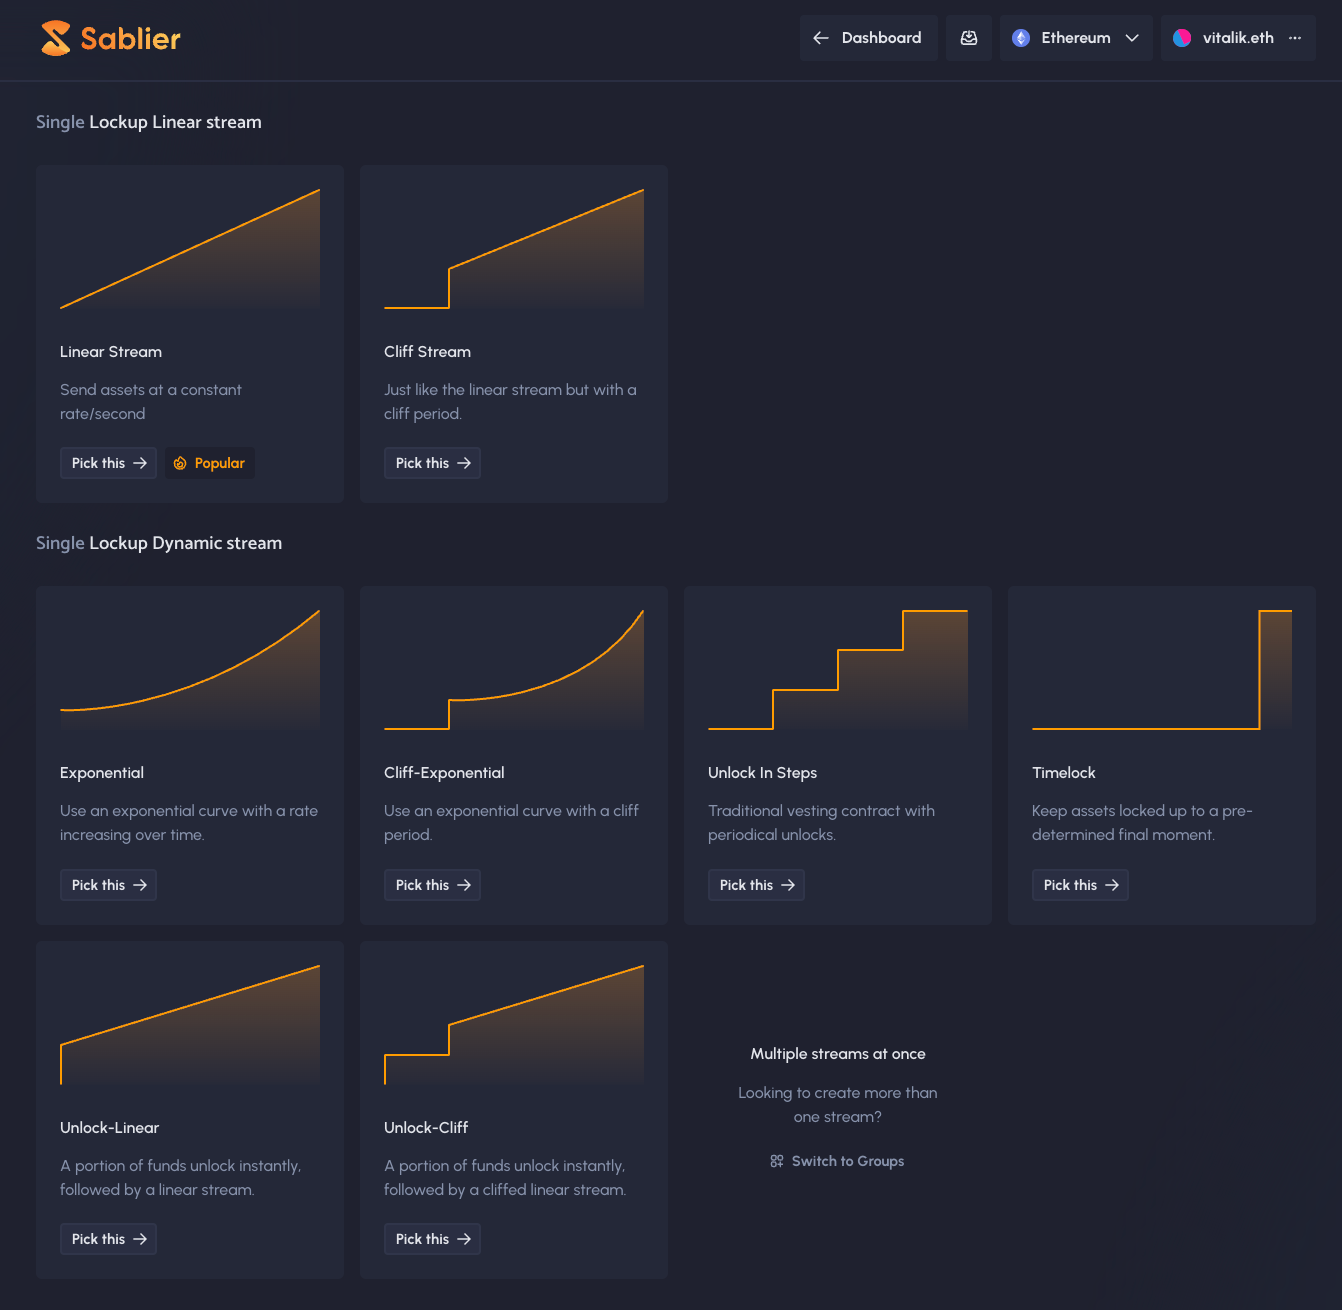 Sablier
Dashboard
Ethereum
vitalik.eth
Single Lockup Linear stream
Linear Stream
Send assets at a constant
rate/second
Pick this
Popular
Cliff Stream
Just like the linear stream but with a
cliff period.
Pick this
Single Lockup Dynamic stream
Exponential
Use an exponential curve with a rate
increasing over time.
Pick this
Cliff-Exponential
Use an exponential curve with a cliff
period.
Pick this
Unlock In Steps
Traditional vesting contract with
periodical unlocks.
Pick this
Timelock
Keep assets locked up to a pre-
determined final moment.
Pick this
Unlock-Linear
A portion of funds unlock instantly,
followed by a linear stream.
Pick this
Unlock-Cliff
A portion of funds unlock instantly,
followed by a cliffed linear stream.
Pick this
Multiple streams at once
Looking to create more than
one stream?
Switch to Groups